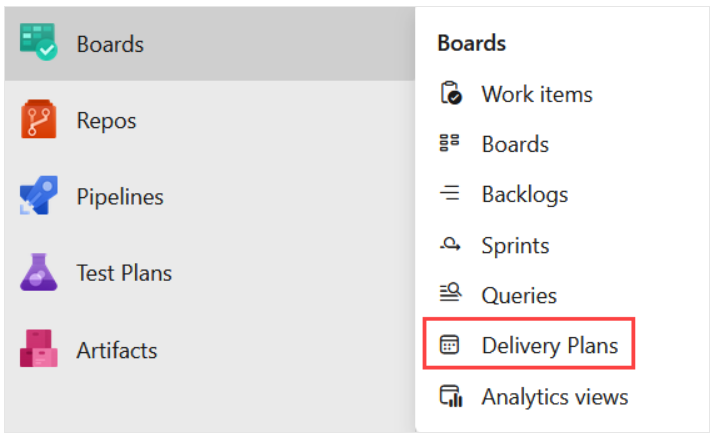 Boards
Repos
Pipelines
Test Plans
Artifacts
Boards
Work items
Boards
Backlogs
Sprints
Queries
Delivery Plans
Analytics views